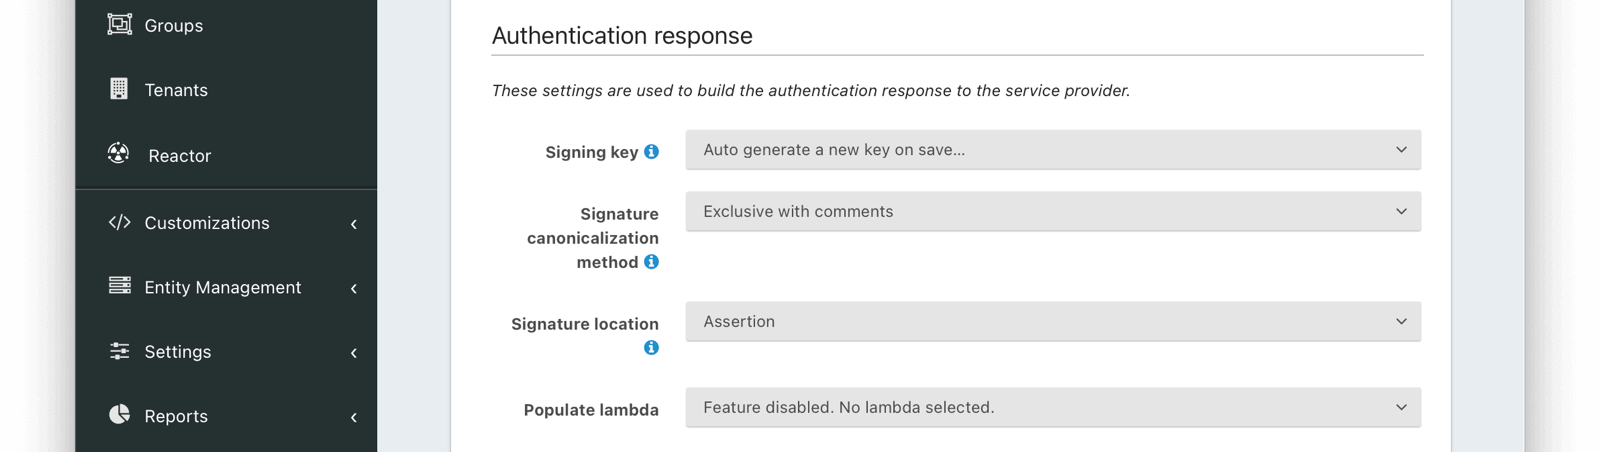 Groups
Tenants
Reactor
Customizations
Entity Management
Settings
Reports
Authentication response
These settings are used to build the authentication response to the service provider.
Signing key
Auto generate a new key on save...
Signature
canonicalization
method
Exclusive with comments
Signature location
Assertion
Populate lambda
Feature disabled. No lambda selected.